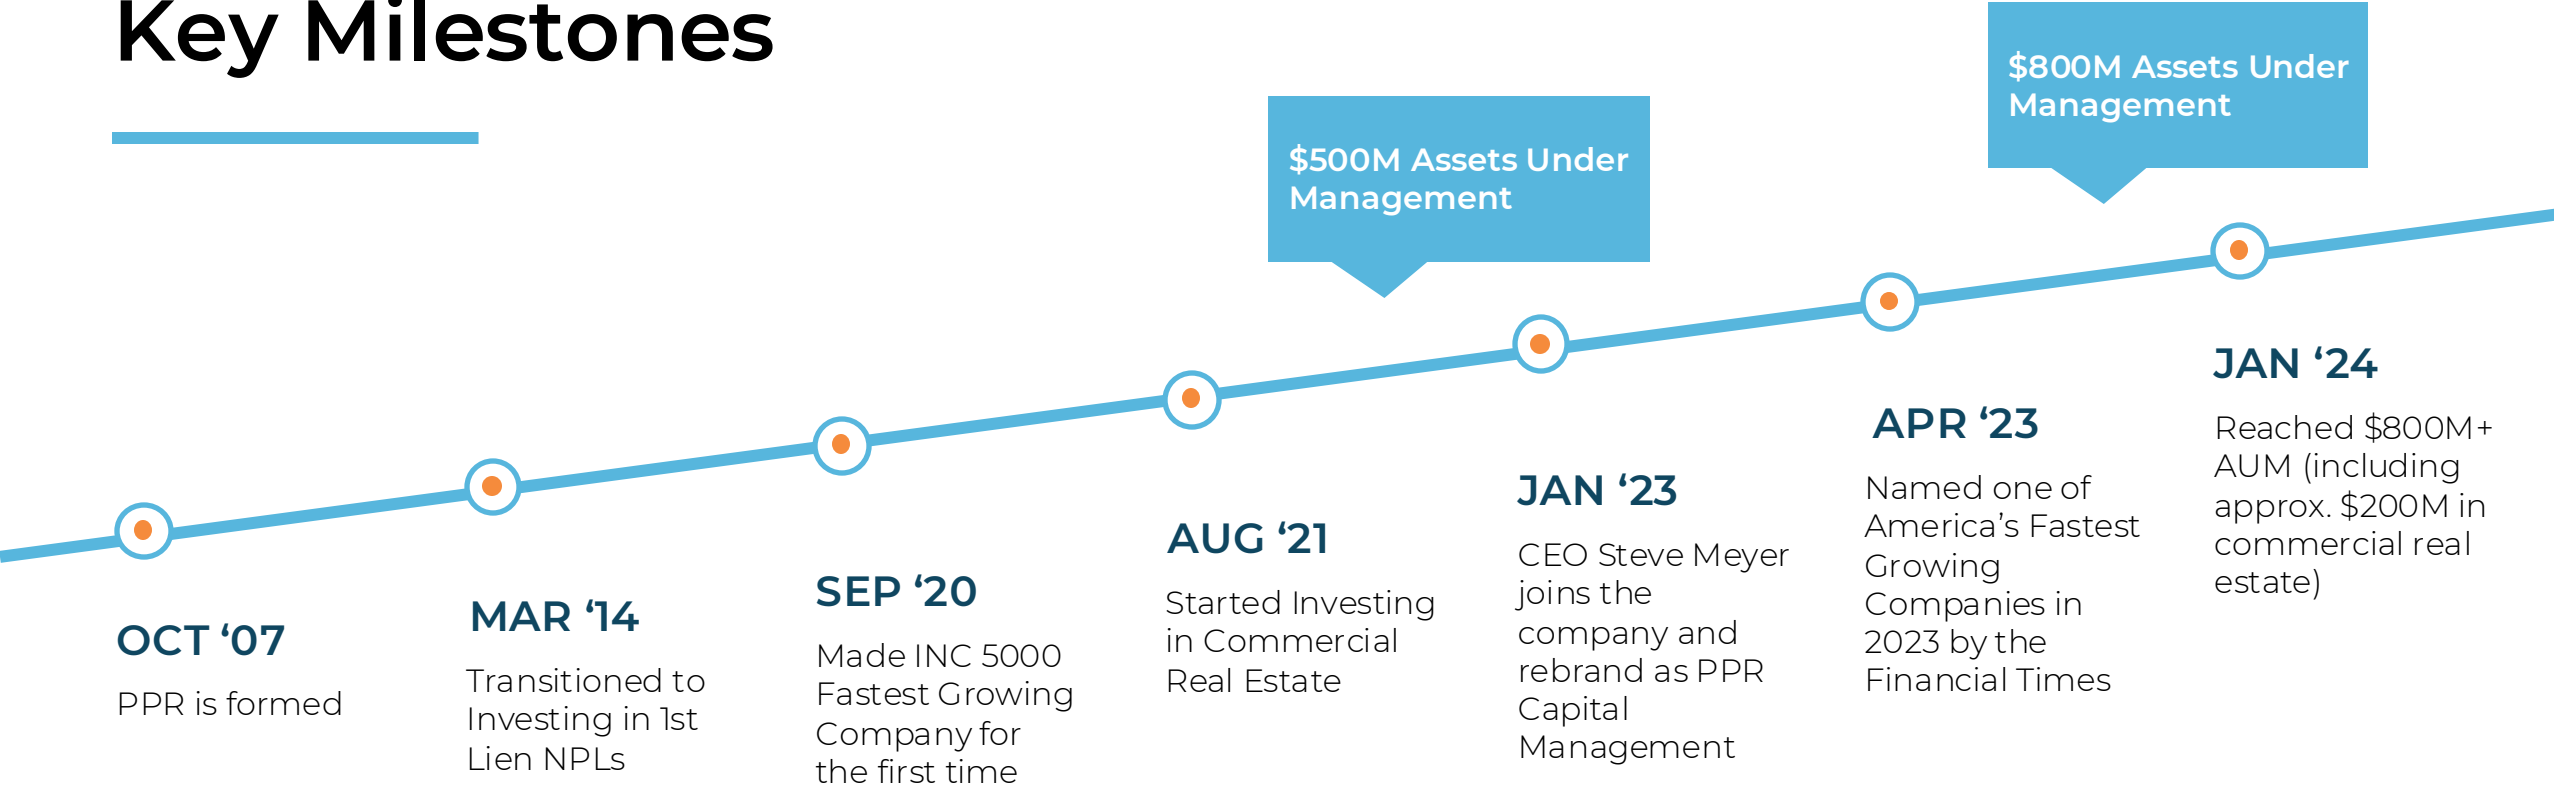 Key Milestones
$500M Assets Under
Management
$800M Assets Under
Management
OCT ‘07
PPR is formed
MAR ‘14
Transitioned to
Investing in 1st
Lien NPLs
SEP ‘20
Made INC 5000
Fastest Growing
Company for
the first time
AUG ‘21
Started Investing
in Commercial
Real Estate
JAN ‘23
CEO Steve Meyer
joins the
company and
rebrand as PPR
Capital
Management
APR ‘23
Named one of
America’s Fastest
Growing
Companies in
2023 by the
Financial Times
JAN ‘24
Reached $800M+
AUM (including
approx. $200M in
commercial real
estate)